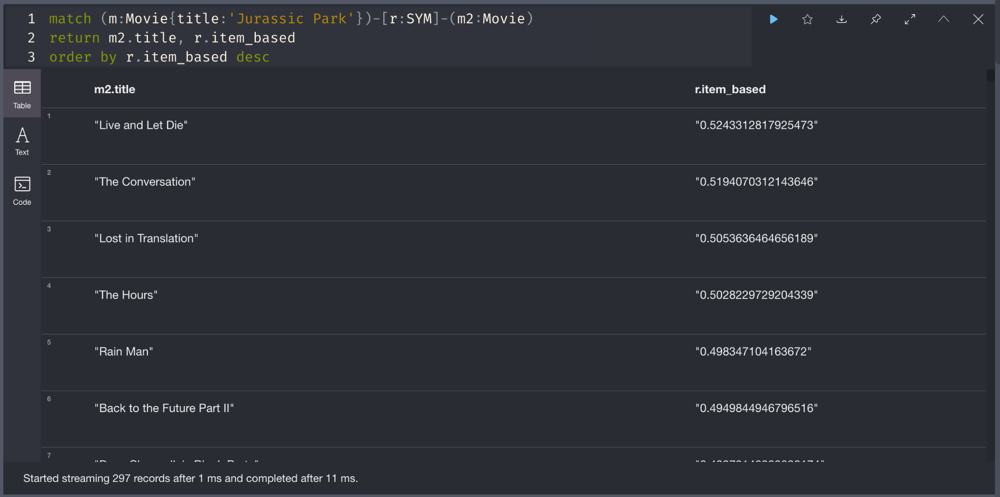 1 match (m:Movie{title:'Jurassic Park'})-[r:SYM]-(m2:Movie)
2 return m2.title, r.item_based
3 order by r.item_based desc
Table
Text
Code
m2.title r.item_based
1 "Live and Let Die" "0.5243312817925473"
2 "The Conversation" "0.5194070312143646"
3 "Lost in Translation" "0.5053636464656189"
4 "The Hours" "0.5028229729204339"
5 "Rain Man" "0.498347104163672"
6 "Back to the Future Part II" "0.4949844946796516"
7
Started streaming 297 records after 1 ms and completed after 11 ms.